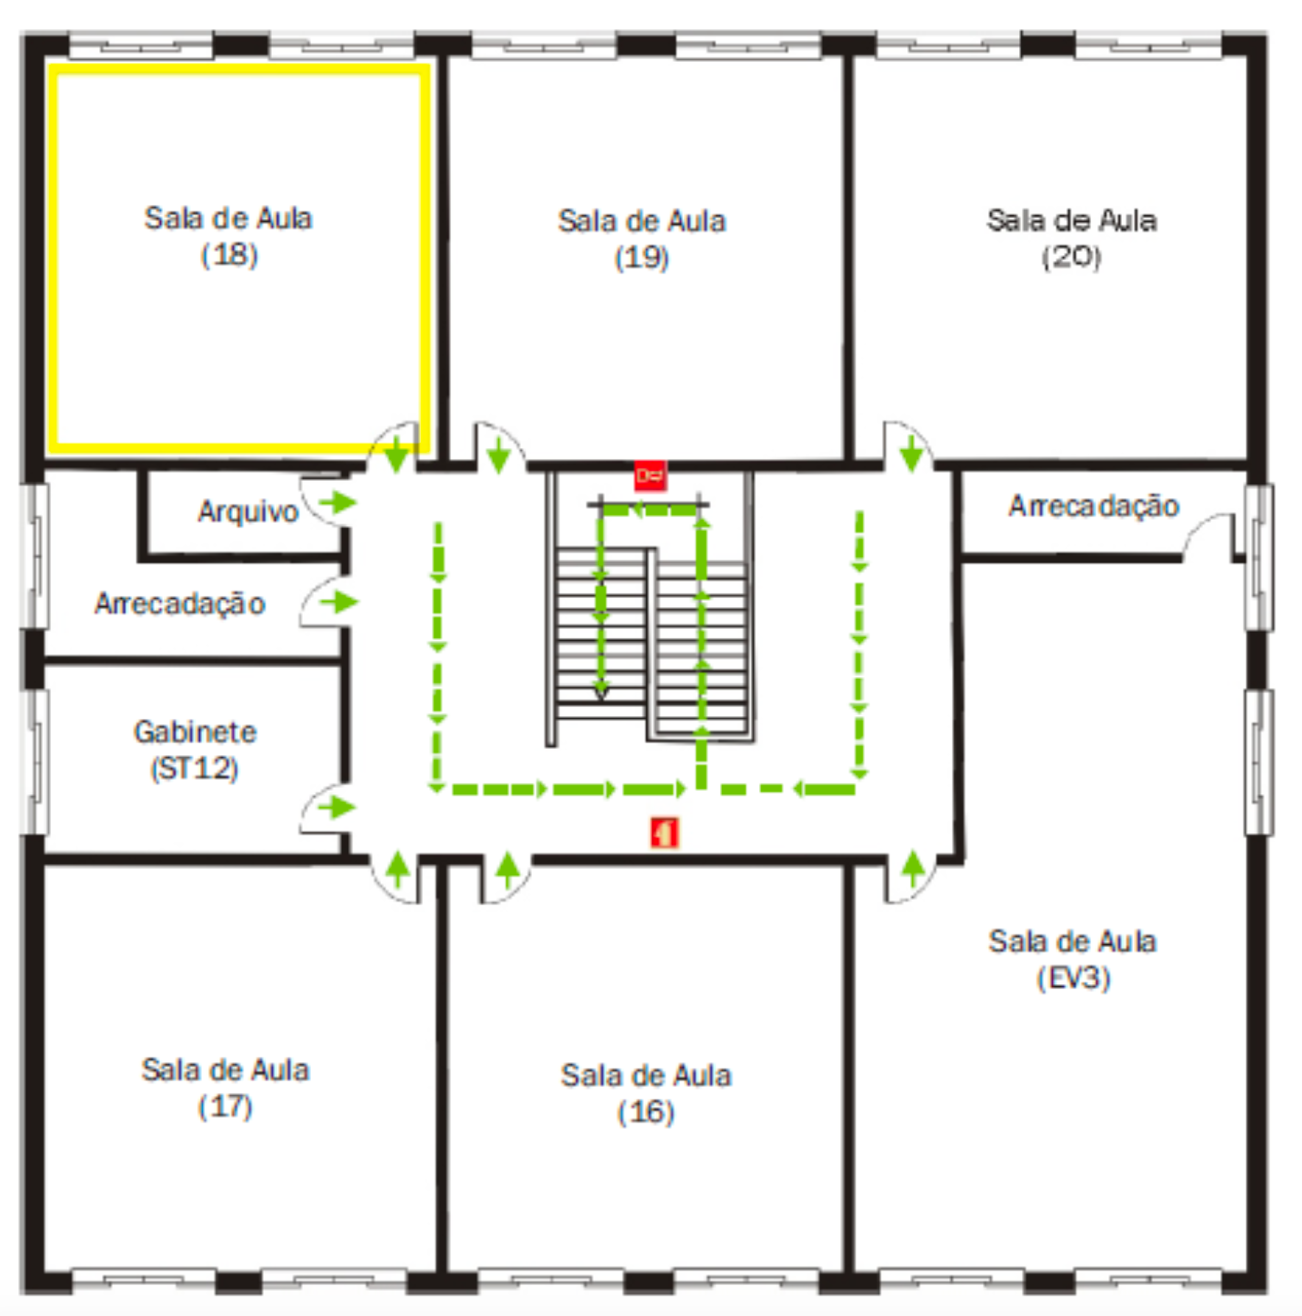 Sala de Aula
(18)
Sala de Aula
(19)
Sala de Aula
(20)
Arquivo
Arrecadação
Arrecadação
Gabinete
(ST12)
Sala de Aula
(EV3)
Sala de Aula
(17)
Sala de Aula
(16)